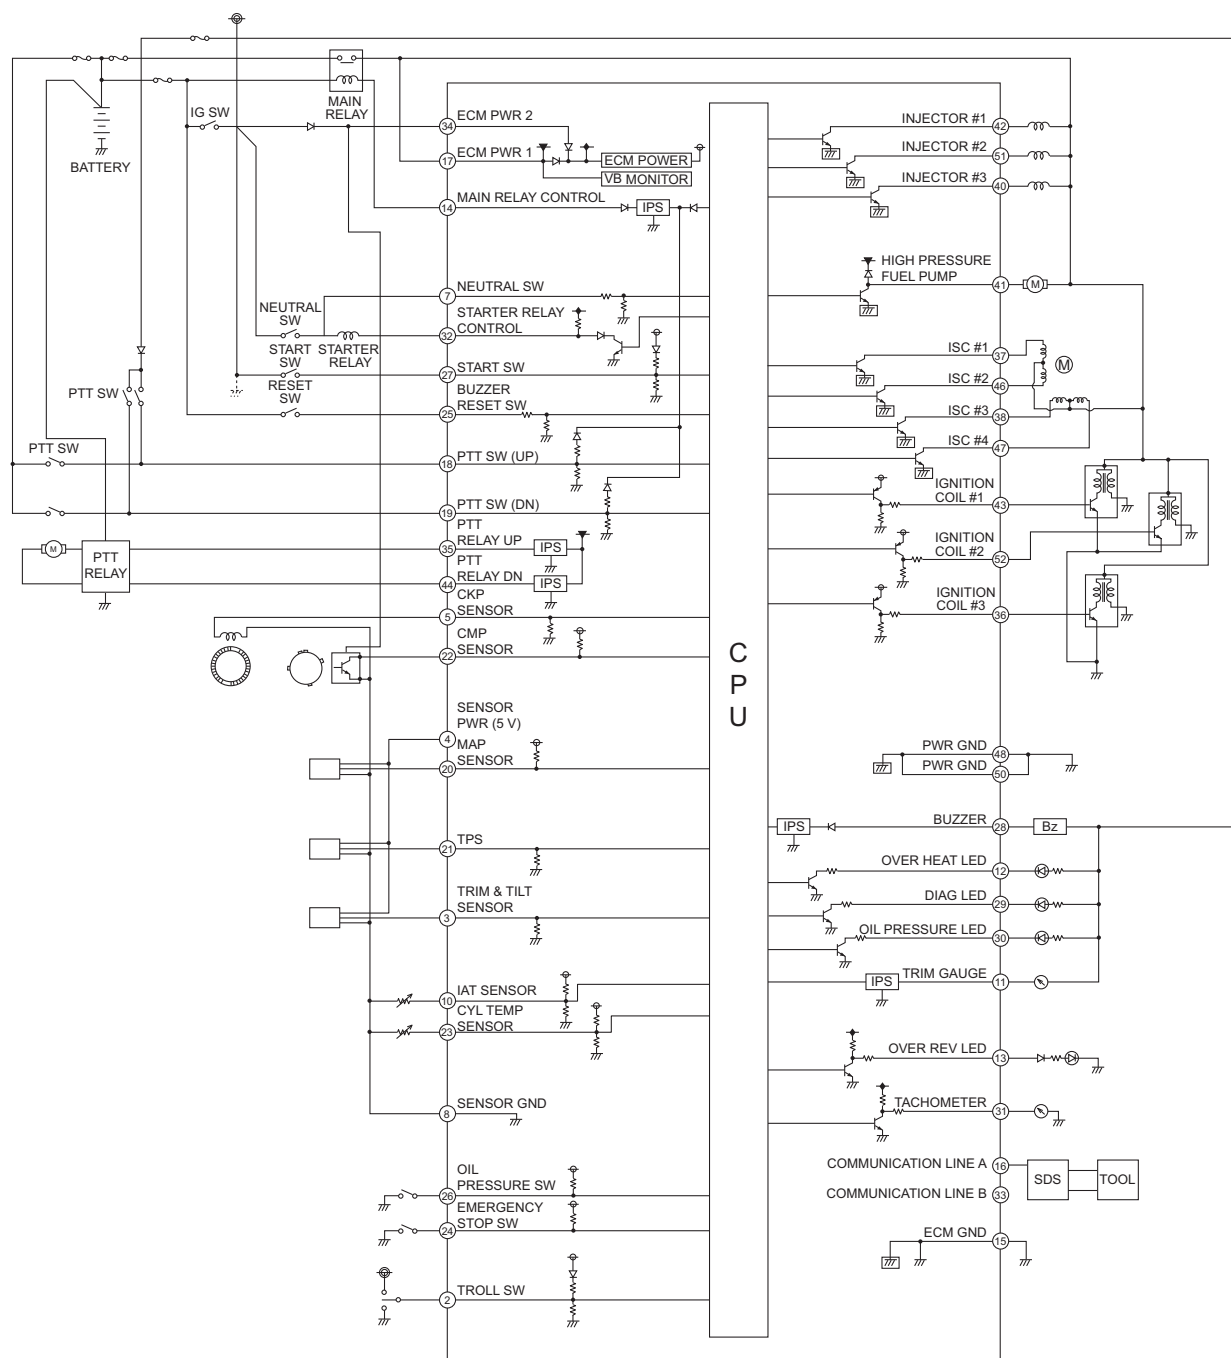 MAIN
RELAY
BATTERY
IG SW
34
ECM PWR 2
17
ECM PWR 1
ECM POWER
VB MONITOR
14
MAIN RELAY CONTROL
IPS
7
NEUTRAL SW
NEUTRAL
SW
STARTER RELAY
32
CONTROL
START
SW
STARTER
RELAY
27
START SW
RESET
SW
BUZZER
25
RESET SW
PTT SW
PTT SW
18
PTT SW (UP)
19
PTT SW (DN)
PTT
35
RELAY UP
IPS
M
PTT
RELAY
PTT
44
RELAY DN
IPS
CKP
5
SENSOR
CMP
22
SENSOR
SENSOR
PWR (5 V)
4
MAP
20
SENSOR
21
TPS
TRIM & TILT
3
SENSOR
10
IAT SENSOR
CYL TEMP
23
SENSOR
8
SENSOR GND
OIL
26
PRESSURE SW
EMERGENCY
24
STOP SW
2
TROLL SW
C
P
U
INJECTOR #1
42
INJECTOR #2
51
INJECTOR #3
40
HIGH PRESSURE
FUEL PUMP
41
M
ISC #1
37
M
ISC #2
46
ISC #3
38
ISC #4
47
IGNITION
COIL #1
43
IGNITION
COIL #2
52
IGNITION
COIL #3
36
PWR GND
48
PWR GND
50
IPS
BUZZER
28
Bz
OVER HEAT LED
12
DIAG LED
29
OIL PRESSURE LED
30
IPS
TRIM GAUGE
11
OVER REV LED
13
TACHOMETER
31
COMMUNICATION LINE A
16
SDS
TOOL
COMMUNICATION LINE B
33
ECM GND
15